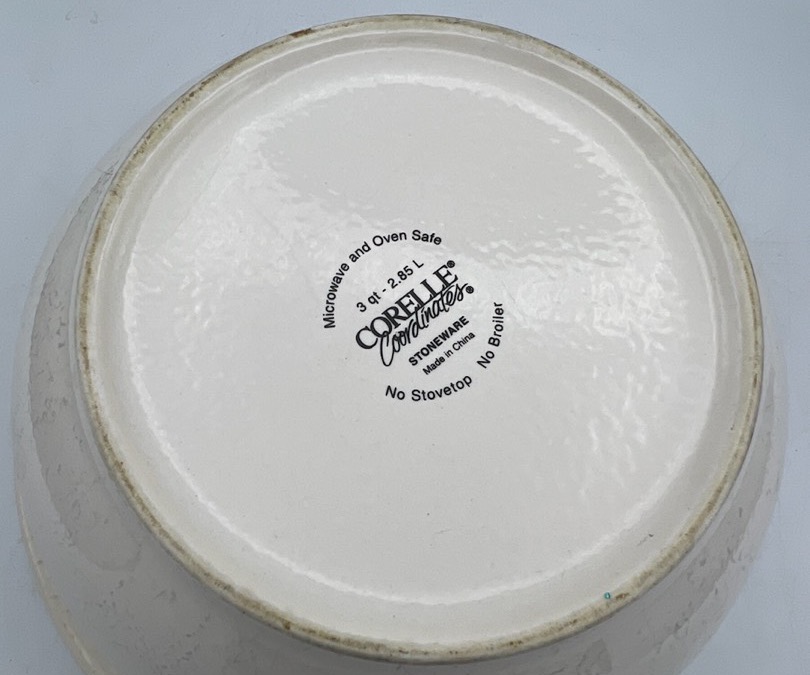 Microwave and Oven Safe
3 qt - 2.85 L
CORELLE®
Coordinates®
STONEWARE
Made in China
No Stovetop No Broiler